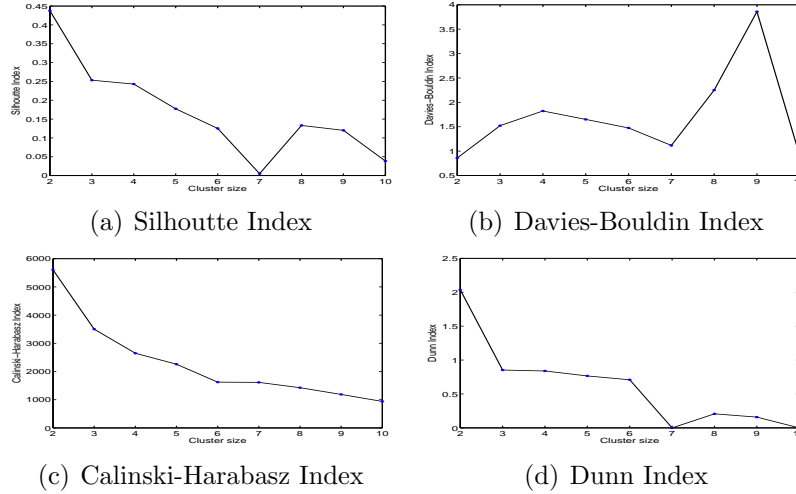 0.45
0.4
0.35
0.3
0.25
0.2
0.15
0.1
0.05
0
Silhoutte Index
2 3 4 5 6 7 8 9 10
Cluster size
(a) Silhoutte Index
4
3.5
3
2.5
2
1.5
1
0.5
Davies-Bouldin Index
2 3 4 5 6 7 8 9 1
Cluster size
(b) Davies-Bouldin Index
6000
5000
4000
3000
2000
1000
0
Calinski-Harabasz Index
2 3 4 5 6 7 8 9 10
Cluster size
(c) Calinski-Harabasz Index
2.5
2
1.5
1
0.5
0
Dunn Index
2 3 4 5 6 7 8 9 1
Cluster size
(d) Dunn Index